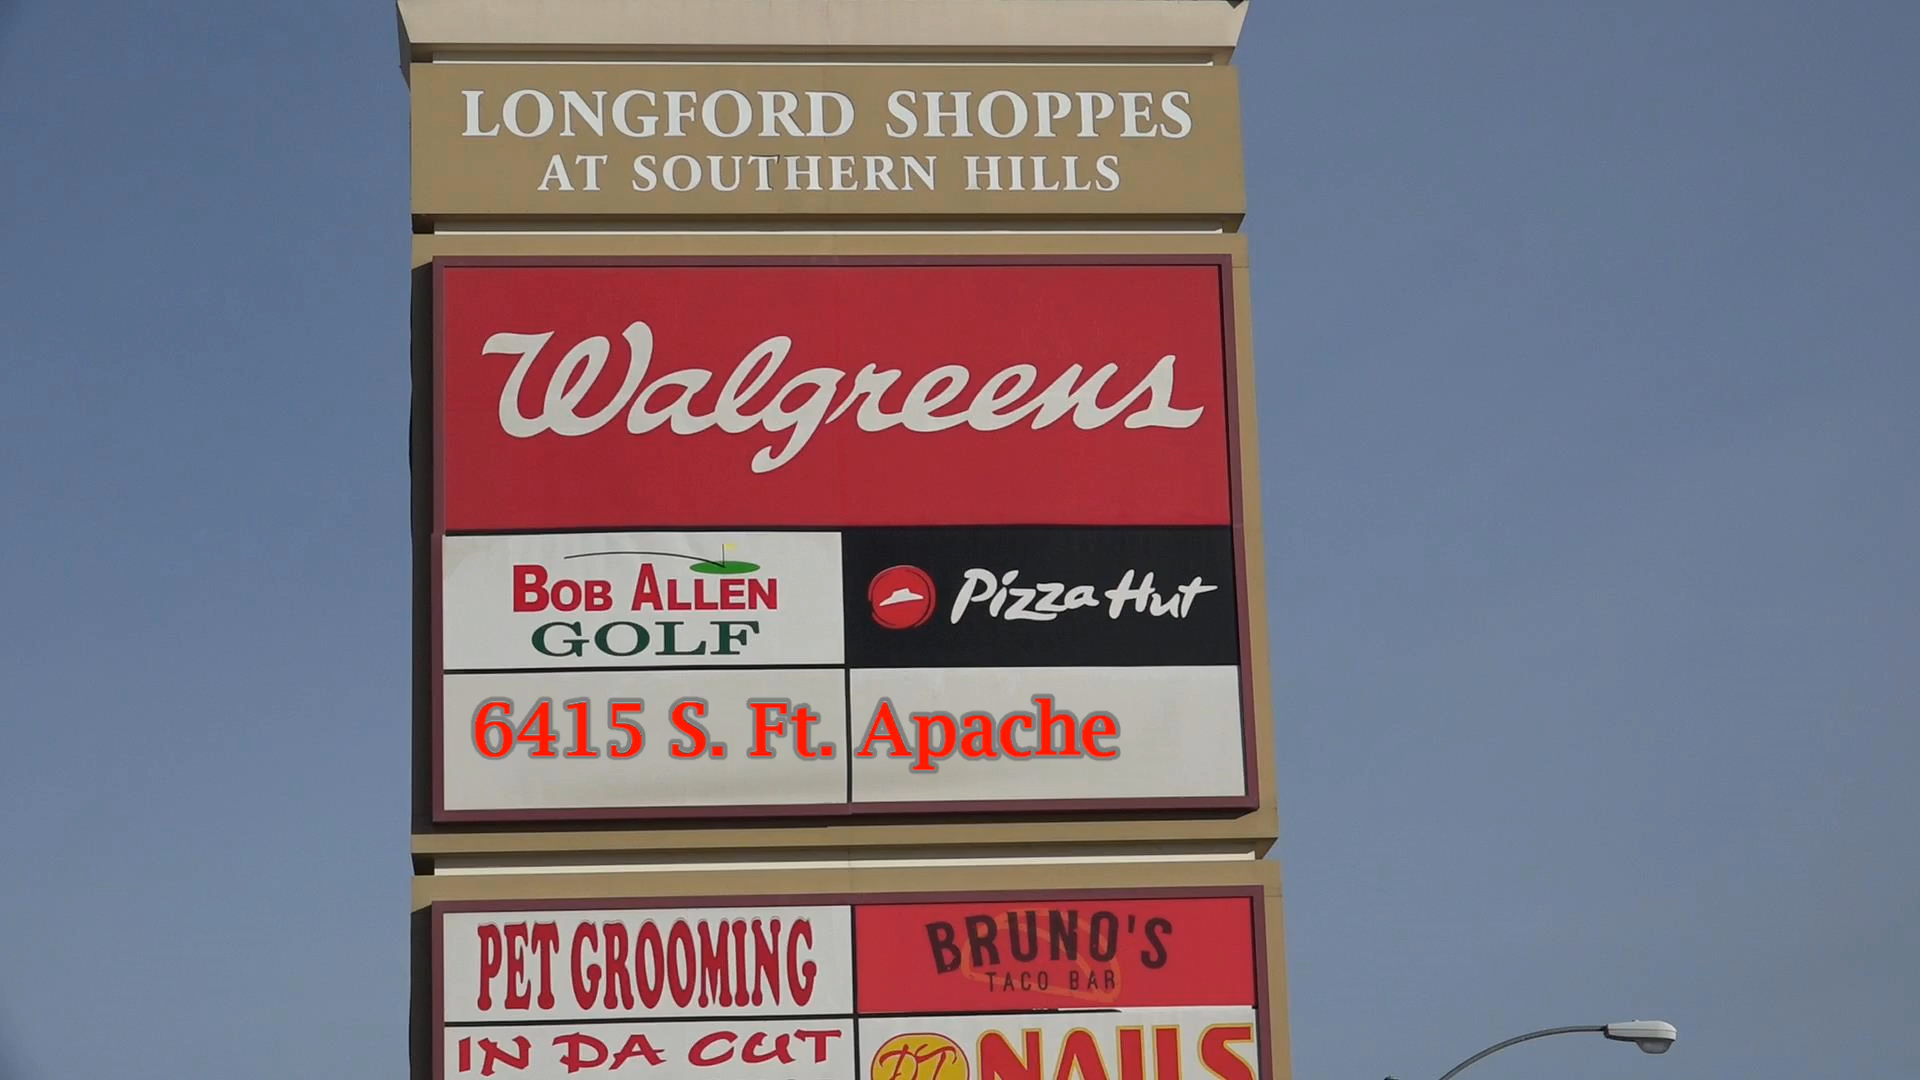 LONGFORD SHOPPES
AT SOUTHERN HILLS
Walgreens
BOB ALLEN
GOLF
Pizza Hut
6415 S. Ft. Apache
PET GROOMING
BRUNO'S
TACO BAR
IN DA CUT
PT NAILS